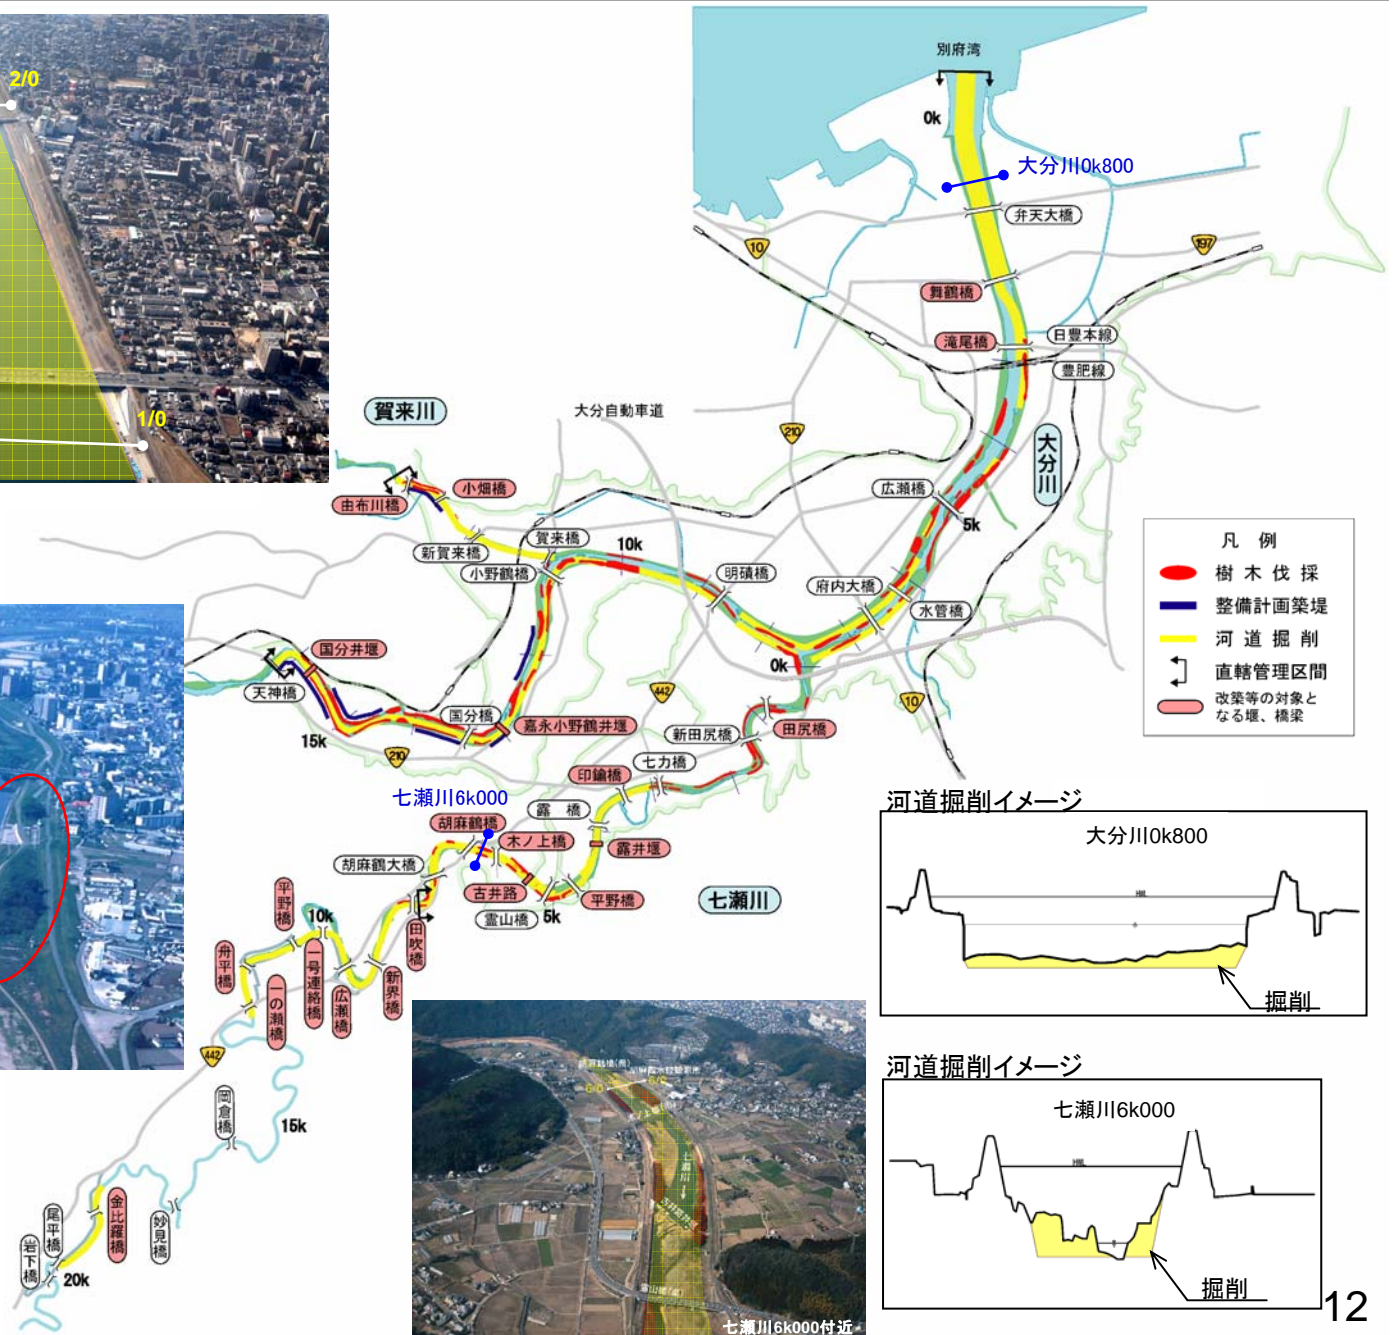 2/0
1/0
別府湾
0k
大分川0k800
弁天大橋
10
197
舞鶴橋
滝尾橋
日豊本線
豊肥線
賀来川
大分自動車道
210
大分川
由布川橋
小畑橋
広瀬橋
5k
新賀来橋
賀来橋
10k
小野鶴橋
明磧橋
府内大橋
水管橋
凡 例
樹 木 伐 採
整備計画築堤
河 道 掘 削
直轄管理区間
改築等の対象と
なる堰、橋梁
国分井堰
天神橋
0k
442
10
15k
国分橋
嘉永小野鶴井堰
新田尻橋
田尻橋
210
七力橋
印鑰橋
七瀬川6k000
露 橋
胡麻鶴橋
木ノ上橋
露井堰
胡麻鶴大橋
古井路
平野橋
霊山橋
5k
七瀬川
平野橋
10k
田吹橋
舟平橋
一の瀬橋
一号連絡橋
広瀬橋
新界橋
442
岡倉橋
15k
金比羅橋
妙見橋
尾平橋
岩下橋
20k
河道掘削イメージ
大分川0k800
掘削
河道掘削イメージ
七瀬川6k000
掘削
6/0
6/0
七瀬川
七瀬川6k000付近
12